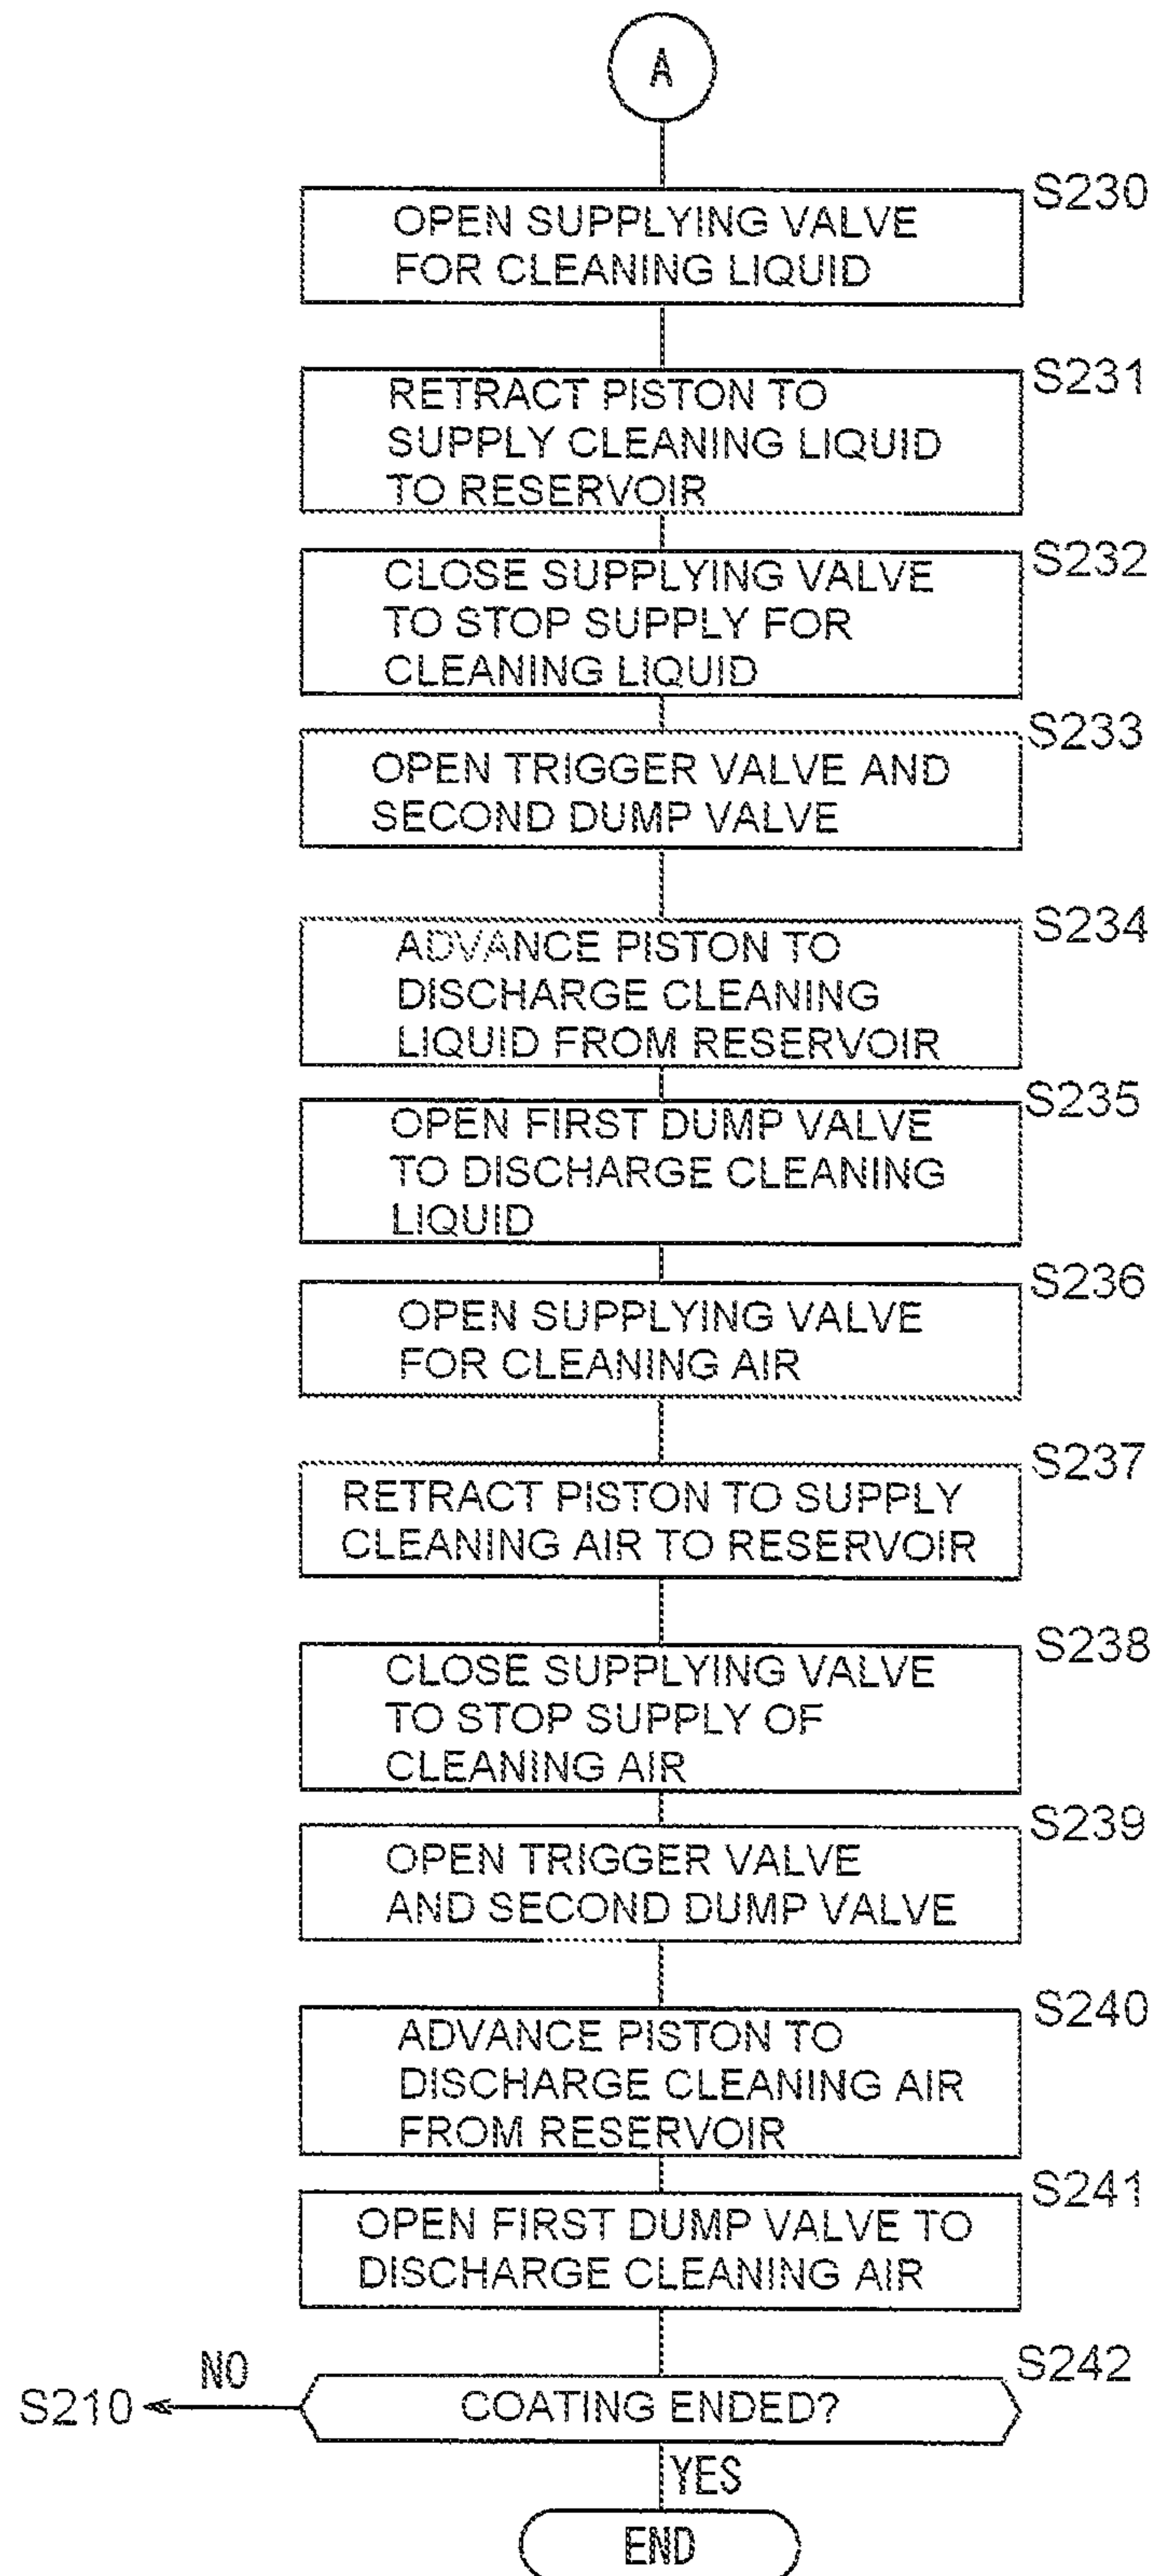 A
S230
OPEN SUPPLYING VALVE
FOR CLEANING LIQUID
S231
RETRACT PISTON TO
SUPPLY CLEANING LIQUID
TO RESERVOIR
S232
CLOSE SUPPLYING VALVE
TO STOP SUPPLY FOR
CLEANING LIQUID
S233
OPEN TRIGGER VALVE AND
SECOND DUMP VALVE
S234
ADVANCE PISTON TO
DISCHARGE CLEANING
LIQUID FROM RESERVOIR
S235
OPEN FIRST DUMP VALVE
TO DISCHARGE CLEANING
LIQUID
S236
OPEN SUPPLYING VALVE
FOR CLEANING AIR
S237
RETRACT PISTON TO SUPPLY
CLEANING AIR TO RESERVOIR
S238
CLOSE SUPPLYING VALVE
TO STOP SUPPLY OF
CLEANING AIR
S239
OPEN TRIGGER VALVE
AND SECOND DUMP VALVE
S240
ADVANCE PISTON TO
DISCHARGE CLEANING AIR
FROM RESERVOIR
S241
OPEN FIRST DUMP VALVE TO
DISCHARGE CLEANING AIR
S242
NO
S210
COATING ENDED?
YES
END